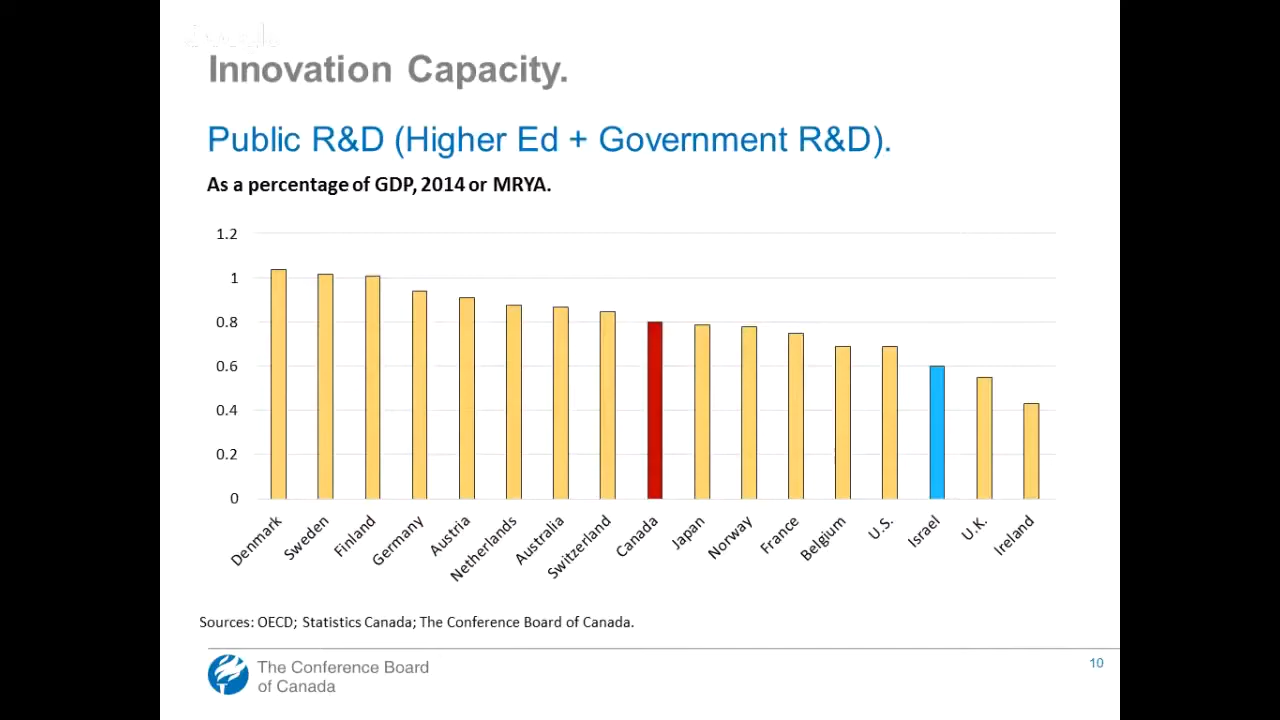 Innovation Capacity.
Public R&D (Higher Ed + Government R&D).
As a percentage of GDP, 2014 or MRYA.
1.2
1
0.8
0.6
0.4
0.2
0
Denmark
Sweden
Finland
Germany
Austria
Netherlands
Australia
Switzerland
Canada
Japan
Norway
France
Belgium
U.S.
Israel
U.K.
Ireland
Sources: OECD; Statistics Canada; The Conference Board of Canada.
The Conference Board
of Canada
10